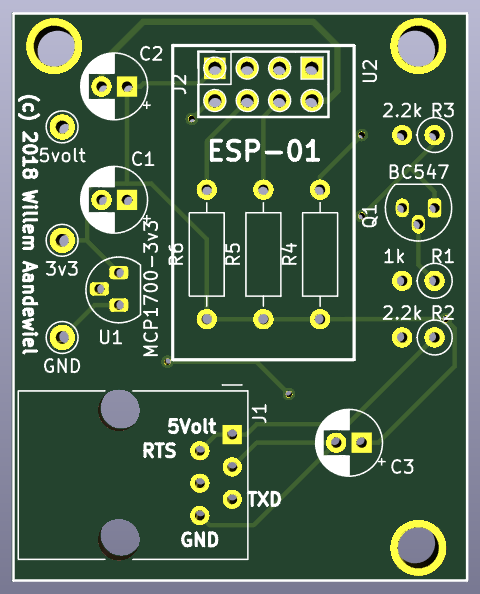 C2
J2
U2
+
5volt
2.2k R3
ESP-01
C1
+
BC547
Q1
(c) 2018 Willem Aandewiel
3v3
MCP1700-3v3
R6
R5
R4
1k R1
U1
2.2k R2
GND
J1
5Volt
RTS
+
C3
TXD
GND